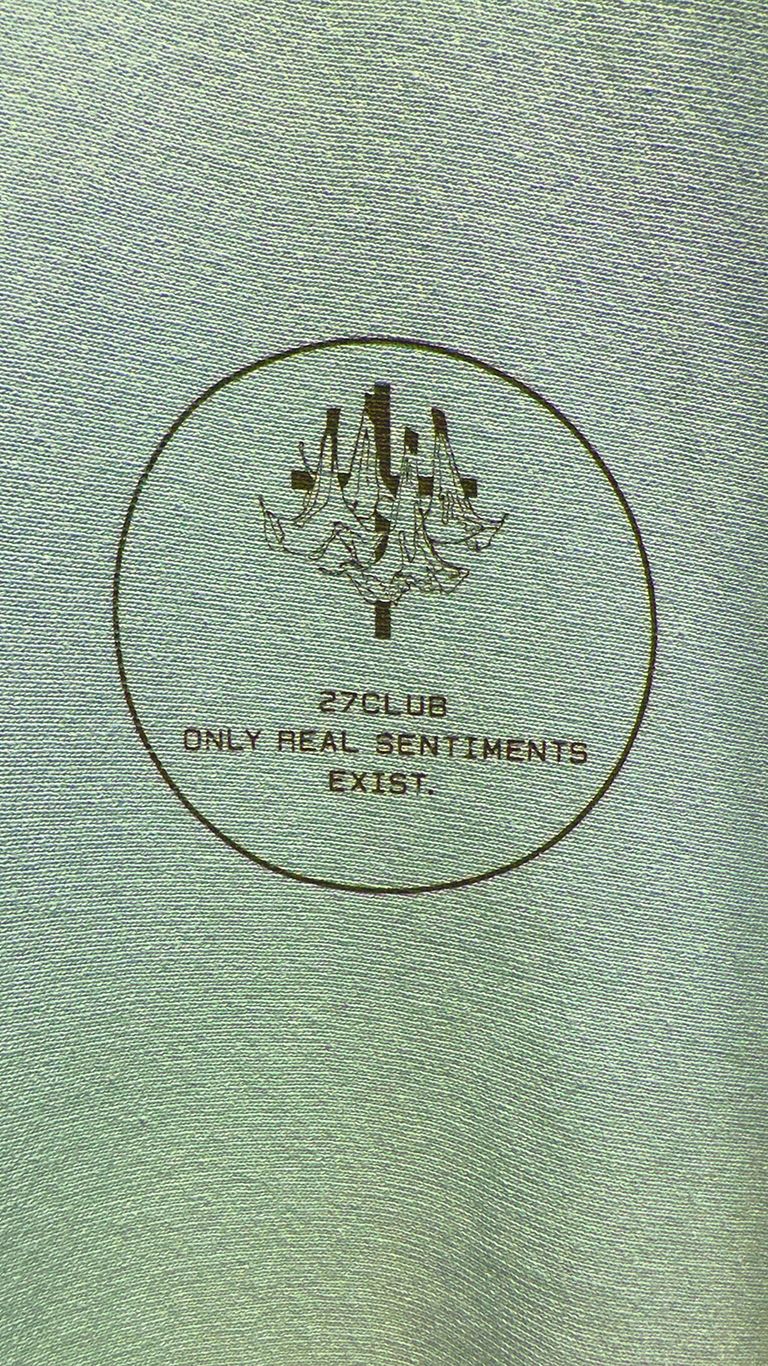 27CLUB
ONLY REAL SENTIMENTS
EXIST.